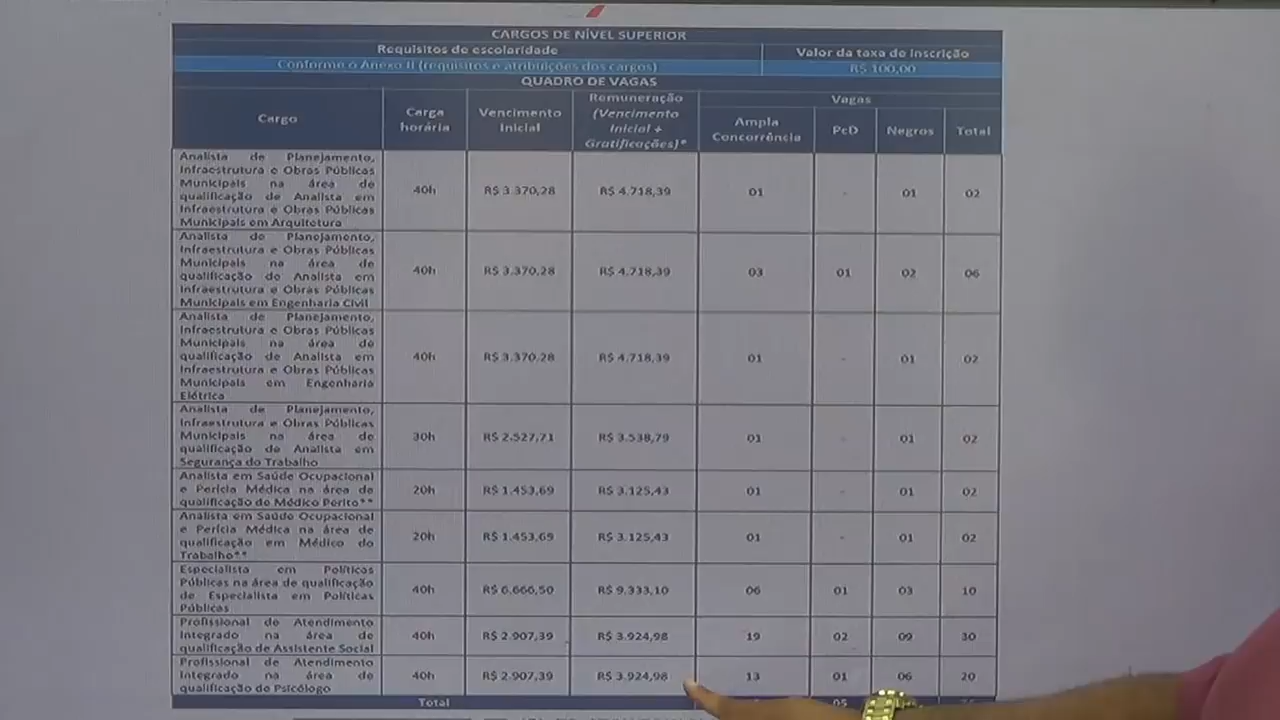 CARGOS DE NÍVEL SUPERIOR
Requisitos de escolaridade
Valor da taxa de inscrição
Conforme o Anexo II (requisitos e atribuições dos cargos)
R$ 100,00
QUADRO DE VAGAS
Cargo
Carga
horária
Vencimento
Inicial
Remuneração
(Vencimento
Inicial +
Gratificações)*
Vagas
Ampla
Concorrência
PcD
Negros
Total
Analista de Planejamento,
Infraestrutura e Obras Públicas
Municipais na área de
qualificação de Analista em
Infraestrutura e Obras Públicas
Municipais em Arquitetura
40h
R$ 3.370,28
R$ 4.718,39
01
-
01
02
Analista de Planejamento,
Infraestrutura e Obras Públicas
Municipais na área de
qualificação de Analista em
Infraestrutura e Obras Públicas
Municipais em Engenharia Civil
40h
R$ 3.370,28
R$ 4.718,39
03
01
02
06
Analista de Planejamento,
Infraestrutura e Obras Públicas
Municipais na área de
qualificação de Analista em
Infraestrutura e Obras Públicas
Municipais em Engenharia
Elétrica
40h
R$ 3.370,28
R$ 4.718,39
01
-
01
02
Analista de Planejamento,
Infraestrutura e Obras Públicas
Municipais na área de
qualificação de Analista em
Segurança do Trabalho
30h
R$ 2.527,71
R$ 3.538,79
01
-
01
02
Analista em Saúde Ocupacional
e Perícia Médica na área de
qualificação de Médico Perito**
20h
R$ 1.453,69
R$ 3.125,43
01
-
01
02
Analista em Saúde Ocupacional
e Perícia Médica na área de
qualificação em Médico do
Trabalho**
20h
R$ 1.453,69
R$ 3.125,43
01
-
01
02
Especialista em Políticas
Públicas na área de qualificação
de Especialista em Políticas
Públicas
40h
R$ 6.666,50
R$ 9.333,10
06
01
03
10
Profissional de Atendimento
Integrado na área de
qualificação de Assistente Social
40h
R$ 2.907,39
R$ 3.924,98
19
02
09
30
Profissional de Atendimento
Integrado na área de
qualificação de Psicólogo
40h
R$ 2.907,39
R$ 3.924,98
13
01
06
20
Total
05